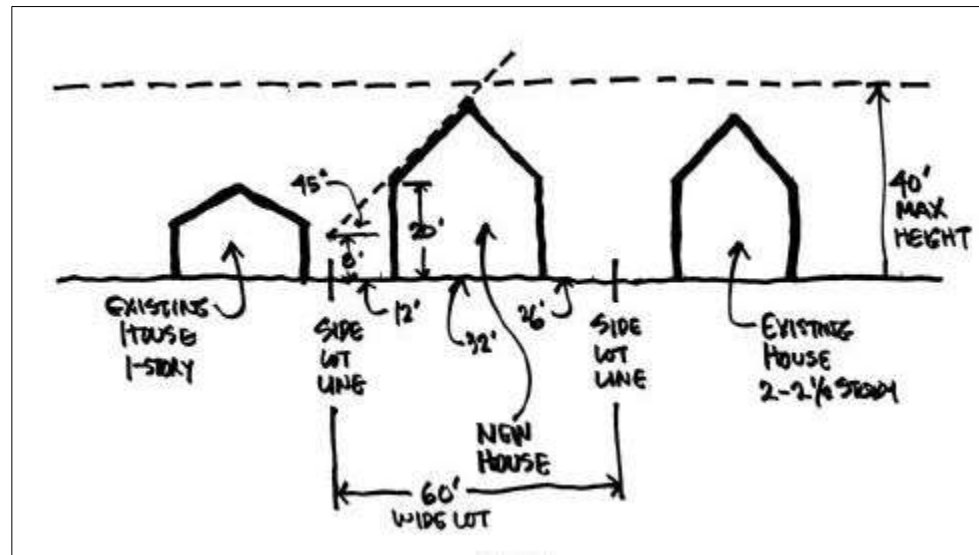 45°
8'
20'
40'
MAX
HEIGHT
12'
32'
EXISTING
HOUSE
1-STORY
SIDE
LOT
LINE
NEW
HOUSE
SIDE
LOT
LINE
EXISTING
HOUSE
2-2½ STORY
60'
WIDE LOT